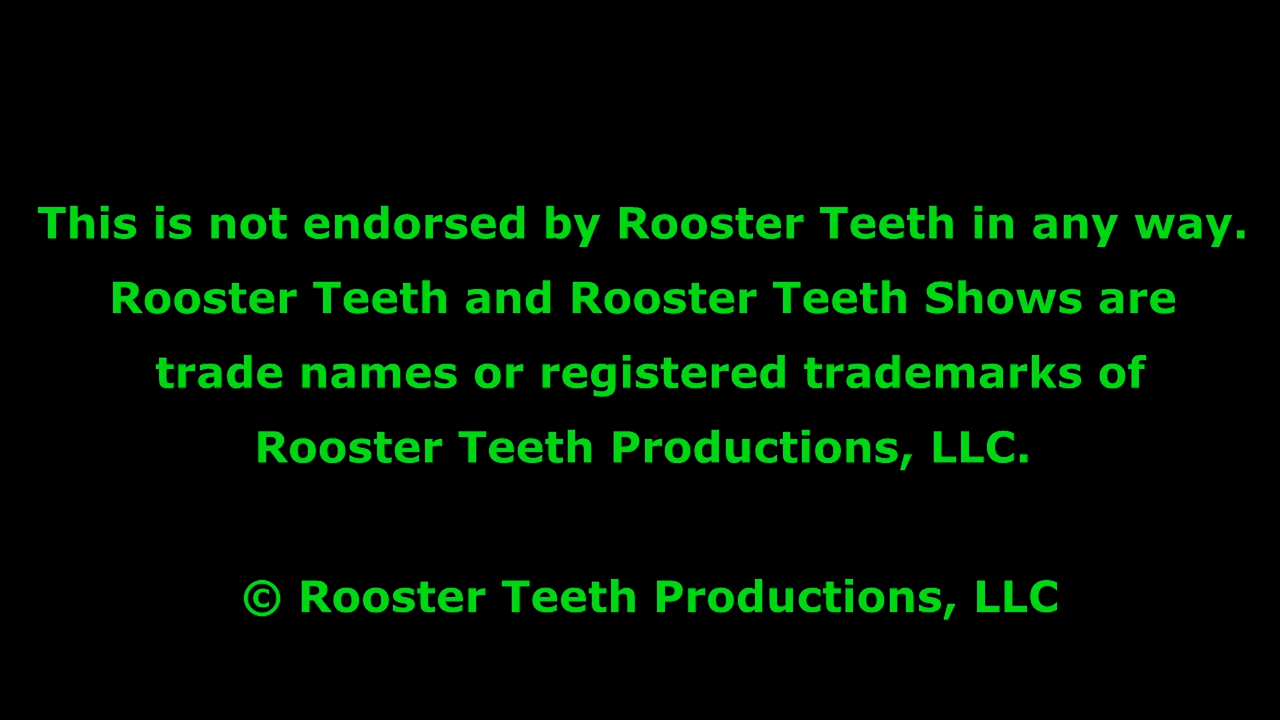 This is not endorsed by Rooster Teeth in any way.
Rooster Teeth and Rooster Teeth Shows are
trade names or registered trademarks of
Rooster Teeth Productions, LLC.
© Rooster Teeth Productions, LLC